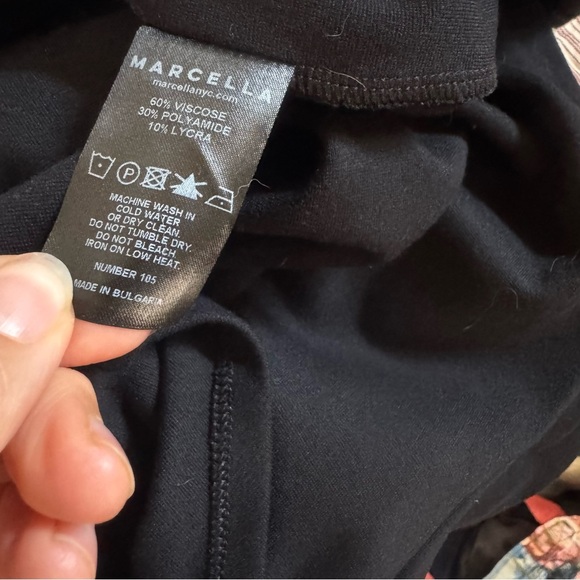 MARCELLA
marcellanyc.com
60% VISCOSE
30% POLYAMIDE
10% LYCRA
P
MACHINE WASH IN
COLD WATER
OR DRY CLEAN.
DO NOT TUMBLE DRY.
DO NOT BLEACH.
IRON ON LOW HEAT.
NUMBER 105
MADE IN BULGARIA